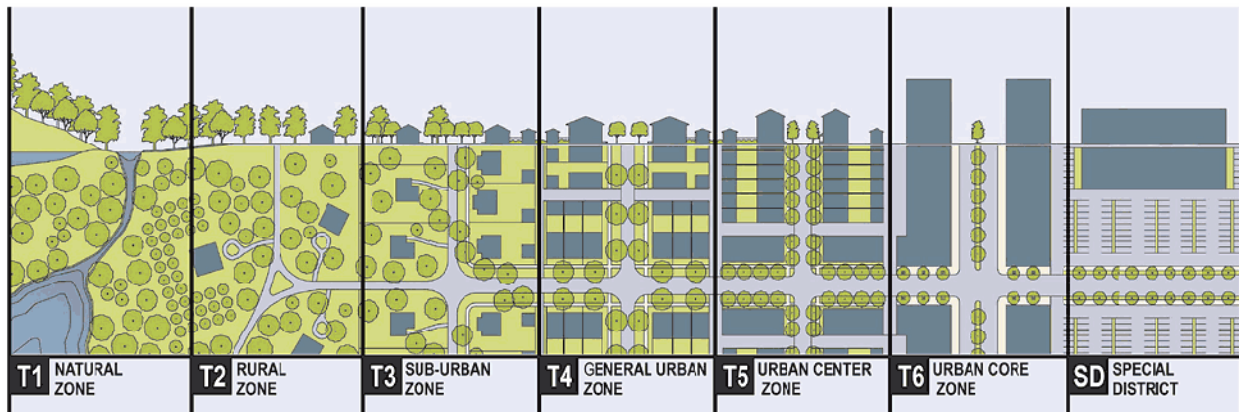 T1 NATURAL
ZONE
T2 RURAL
ZONE
T3 SUB-URBAN
ZONE
T4 GENERAL URBAN
ZONE
T5 URBAN CENTER
ZONE
T6 URBAN CORE
ZONE
SD SPECIAL
DISTRICT